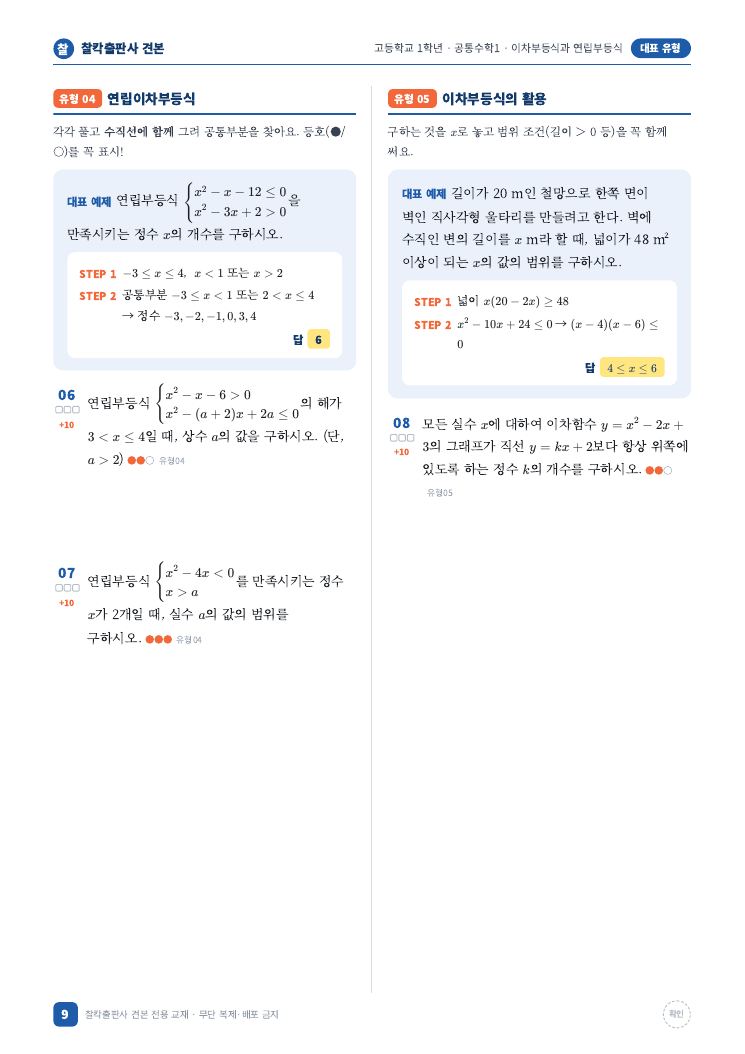 찰 찰칵출판사 견본
고등학교 1학년 · 공통수학1 · 이차부등식과 연립부등식 대표 유형
유형 04 연립이차부등식
각각 풀고 수직선에 함께 그려 공통부분을 찾아요. 등호(●/
○)를 꼭 표시!
대표 예제 연립부등식 { x² − x − 12 ≤ 0
x² − 3x + 2 > 0 을
만족시키는 정수 x의 개수를 구하시오.
STEP 1 −3 ≤ x ≤ 4, x < 1 또는 x > 2
STEP 2 공통부분 −3 ≤ x < 1 또는 2 < x ≤ 4
→ 정수 −3, −2, −1, 0, 3, 4
답 6
06 연립부등식 { x² − x − 6 > 0
x² − (a + 2)x + 2a ≤ 0 의 해가
+10
3 < x ≤ 4일 때, 상수 a의 값을 구하시오. (단,
a > 2) ●●○ 유형04
07 연립부등식 { x² − 4x < 0
x > a 를 만족시키는 정수
+10
x가 2개일 때, 실수 a의 값의 범위를
구하시오. ●●● 유형04
유형 05 이차부등식의 활용
구하는 것을 x로 놓고 범위 조건(길이 > 0 등)을 꼭 함께
써요.
대표 예제 길이가 20 m인 철망으로 한쪽 면이
벽인 직사각형 울타리를 만들려고 한다. 벽에
수직인 변의 길이를 x m라 할 때, 넓이가 48 m²
이상이 되는 x의 값의 범위를 구하시오.
STEP 1 넓이 x(20 − 2x) ≥ 48
STEP 2 x² − 10x + 24 ≤ 0 → (x − 4)(x − 6) ≤
0
답 4 ≤ x ≤ 6
08 모든 실수 x에 대하여 이차함수 y = x² − 2x +
+10
3의 그래프가 직선 y = kx + 2보다 항상 위쪽에
있도록 하는 정수 k의 개수를 구하시오. ●●○
유형05
9 찰칵출판사 견본 전용 교재 · 무단 복제·배포 금지
확인